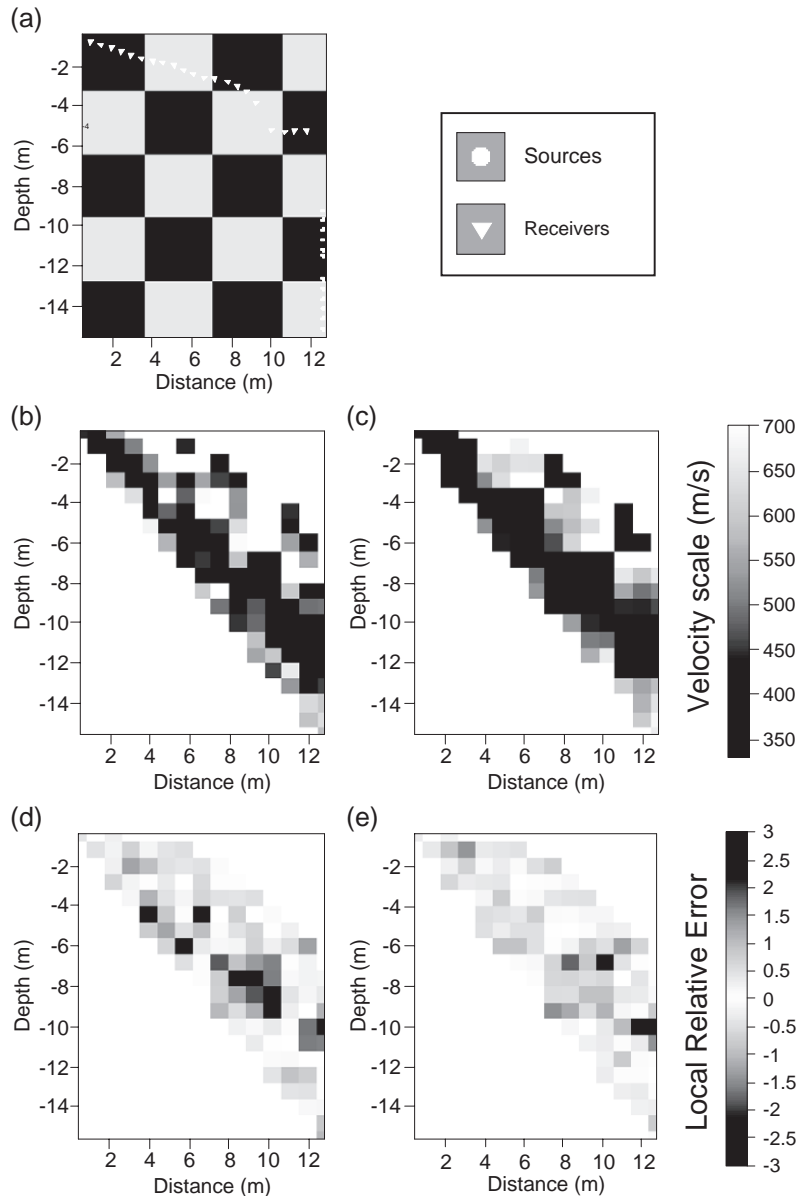 (a)
-2
-4
-6
-8
-10
-12
-14
Depth (m)
-4
2 4 6 8 10 12
Distance (m)
Sources
Receivers
(b)
-2
-4
-6
-8
-10
-12
-14
Depth (m)
2 4 6 8 10 12
Distance (m)
(c)
-2
-4
-6
-8
-10
-12
-14
Depth (m)
2 4 6 8 10 12
Distance (m)
Velocity scale (m/s)
700
650
600
550
500
450
400
350
(d)
-2
-4
-6
-8
-10
-12
-14
Depth (m)
2 4 6 8 10 12
Distance (m)
(e)
-2
-4
-6
-8
-10
-12
-14
Depth (m)
2 4 6 8 10 12
Distance (m)
Local Relative Error
3
2.5
2
1.5
1
0.5
0
-0.5
-1
-1.5
-2
-2.5
-3